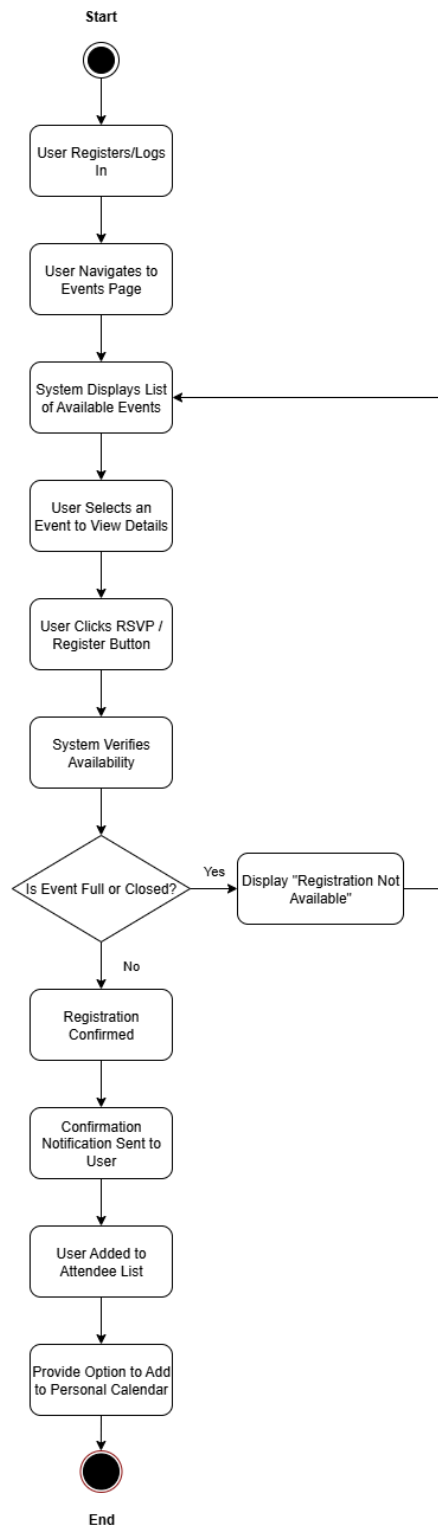 Start
User Registers/Logs
In
User Navigates to
Events Page
System Displays List
of Available Events
User Selects an
Event to View Details
User Clicks RSVP /
Register Button
System Verifies
Availability
Is Event Full or Closed?
Yes
Display "Registration Not
Available"
No
Registration
Confirmed
Confirmation
Notification Sent to
User
User Added to
Attendee List
Provide Option to Add
to Personal Calendar
End